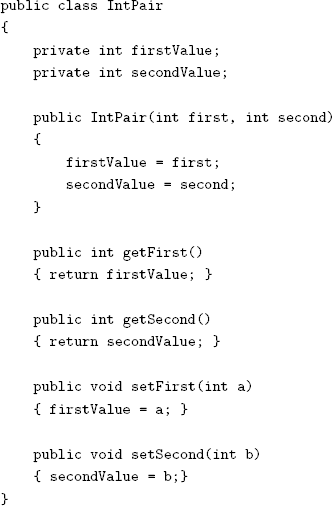 public class IntPair
{
    private int firstValue;
    private int secondValue;

    public IntPair(int first, int second)
    {
        firstValue = first;
        secondValue = second;
    }

    public int getFirst()
    { return firstValue; }

    public int getSecond()
    { return secondValue; }

    public void setFirst(int a)
    { firstValue = a; }

    public void setSecond(int b)
    { secondValue = b;}
}